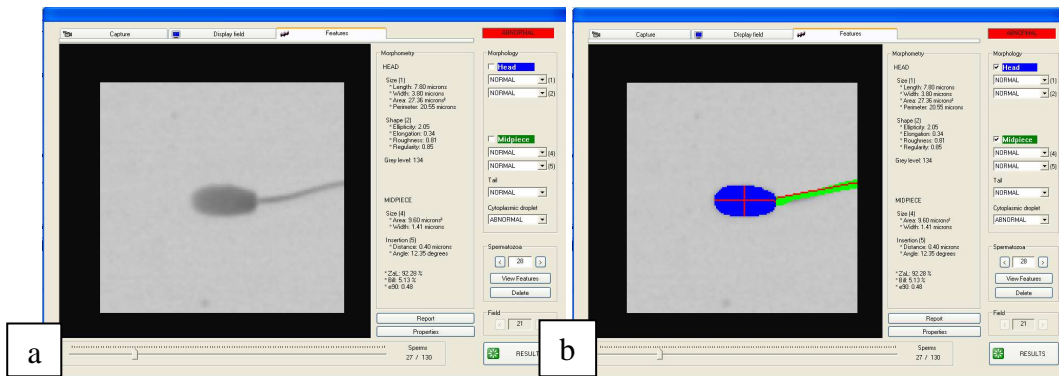 Capture
Display field
Features
ABNORMAL
Morphometry
HEAD
Size (1)
* Length: 7.80 microns
* Width: 3.80 microns
* Area: 27.36 microns²
* Perimeter: 20.55 microns
Shape (2)
* Ellipticity: 2.05
* Elongation: 0.34
* Roughness: 0.81
* Regularity: 0.85
Grey level: 134
MIDPIECE
Size (4)
* Area: 9.60 microns²
* Width: 1.41 microns
Insertion (5)
* Distance: 0.40 microns
* Angle: 12.35 degrees
* ZaL: 92.28 %
* Bill: 5.13 %
* e90: 0.48
Report
Properties
Morphology
Head
NORMAL (1)
NORMAL (2)
Midpiece
NORMAL (4)
NORMAL (5)
Tail
NORMAL
Cytoplasmic droplet
ABNORMAL
Spermatozoa
< 28 >
View Features
Delete
Field
< 21
Sperms
27 / 130
RESULT
a
Capture
Display field
Features
ABNORMAL
Morphometry
HEAD
Size (1)
* Length: 7.80 microns
* Width: 3.80 microns
* Area: 27.36 microns²
* Perimeter: 20.55 microns
Shape (2)
* Ellipticity: 2.05
* Elongation: 0.34
* Roughness: 0.81
* Regularity: 0.85
Grey level: 134
MIDPIECE
Size (4)
* Area: 9.60 microns²
* Width: 1.41 microns
Insertion (5)
* Distance: 0.40 microns
* Angle: 12.35 degrees
* ZaL: 92.28 %
* Bill: 5.13 %
* e90: 0.48
Report
Properties
Morphology
Head
NORMAL (1)
NORMAL (2)
Midpiece
NORMAL (4)
NORMAL (5)
Tail
NORMAL
Cytoplasmic droplet
ABNORMAL
Spermatozoa
< 28 >
View Features
Delete
Field
< 21
Sperms
27 / 130
RESULTS
b